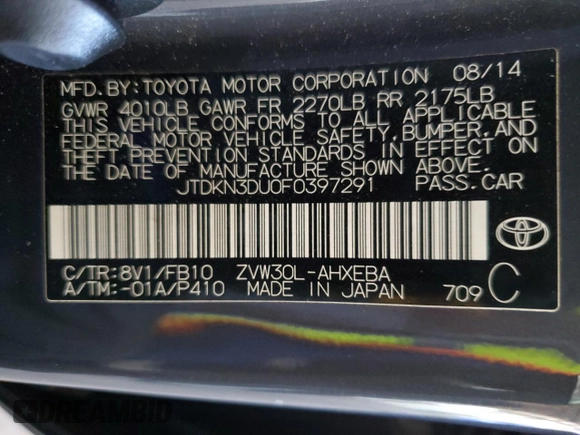 MFD. BY: TOYOTA MOTOR CORPORATION 08/14
GVWR 4010LB GAWR FR 2270LB RR 2175LB
THIS VEHICLE CONFORMS TO ALL APPLICABLE
FEDERAL MOTOR VEHICLE SAFETY, BUMPER, AND
THEFT PREVENTION STANDARDS IN EFFECT ON
THE DATE OF MANUFACTURE SHOWN ABOVE.
JTDKN3DU0F0397291 PASS. CAR
C/TR: 8V1/FB10 ZVW30L-AHXEBA
A/TM: -01A/P410 MADE IN JAPAN 709 C
TOYOTA
DREAMBID